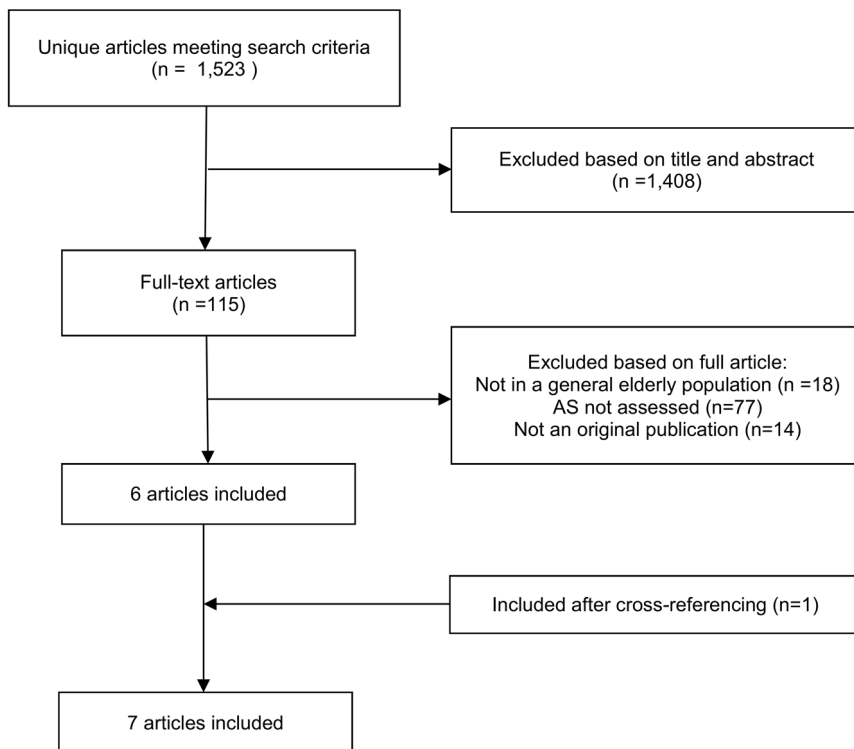 Unique articles meeting search criteria
(n = 1,523 )
Excluded based on title and abstract
(n =1,408)
Full-text articles
(n =115)
Excluded based on full article:
Not in a general elderly population (n =18)
AS not assessed (n=77)
Not an original publication (n=14)
6 articles included
Included after cross-referencing (n=1)
7 articles included